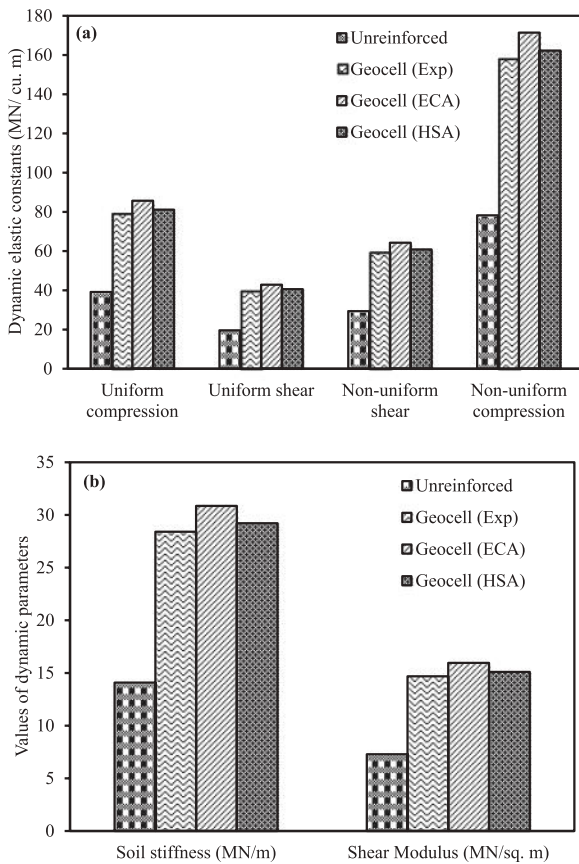 (a)
Dynamic elastic constants (MN/ cu. m)
180
160
140
120
100
80
60
40
20
0
Unreinforced
Geocell (Exp)
Geocell (ECA)
Geocell (HSA)
Uniform compression
Uniform shear
Non-uniform shear
Non-uniform compression
(b)
Values of dynamic parameters
35
30
25
20
15
10
5
0
Unreinforced
Geocell (Exp)
Geocell (ECA)
Geocell (HSA)
Soil stiffness (MN/m)
Shear Modulus (MN/sq. m)